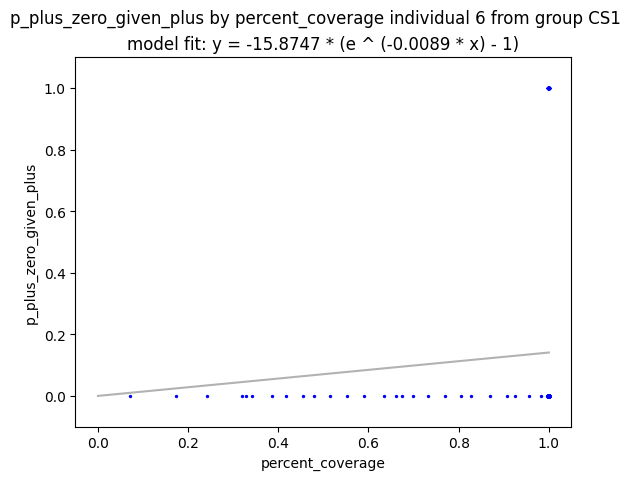 p_plus_zero_given_plus by percent_coverage individual 6 from group CS1
model fit: y = -15.8747 * (e ^ (-0.0089 * x) - 1)
1.0
0.8
0.6
0.4
0.2
0.0
p_plus_zero_given_plus
0.0 0.2 0.4 0.6 0.8 1.0
percent_coverage